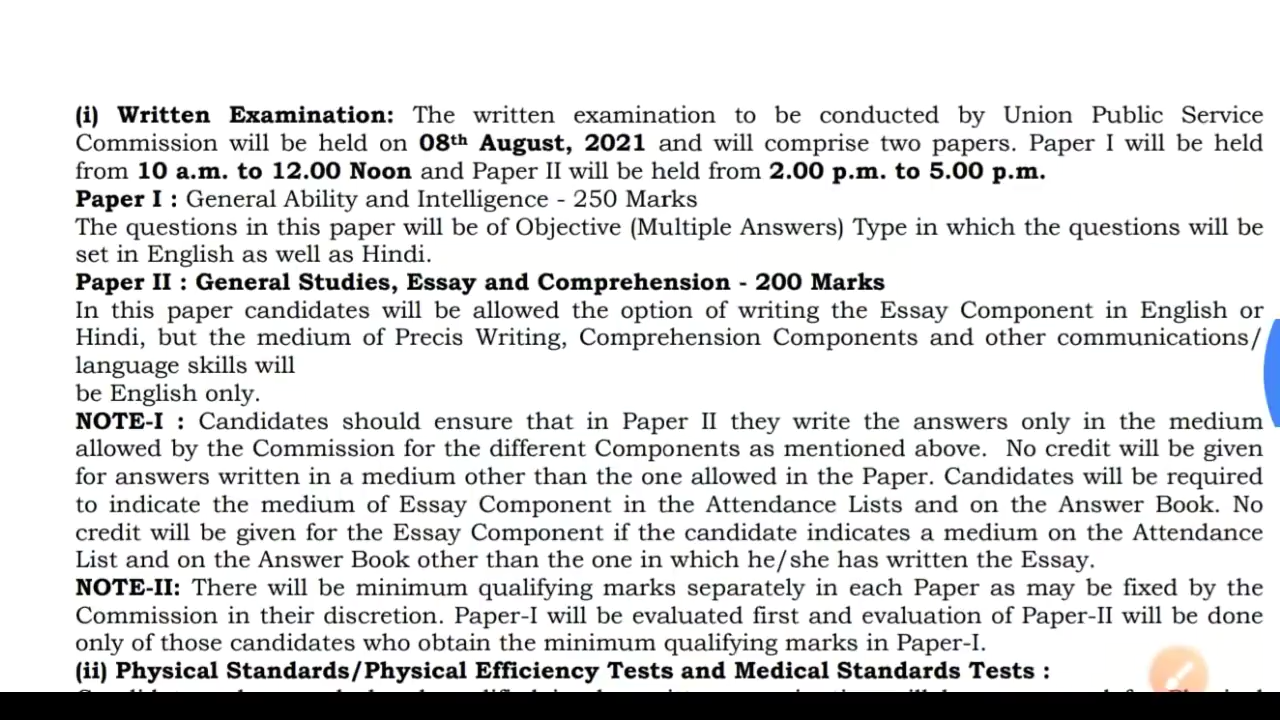 (i) Written Examination: The written examination to be conducted by Union Public Service
Commission will be held on 08th August, 2021 and will comprise two papers. Paper I will be held
from 10 a.m. to 12.00 Noon and Paper II will be held from 2.00 p.m. to 5.00 p.m.
Paper I : General Ability and Intelligence - 250 Marks
The questions in this paper will be of Objective (Multiple Answers) Type in which the questions will be
set in English as well as Hindi.
Paper II : General Studies, Essay and Comprehension - 200 Marks
In this paper candidates will be allowed the option of writing the Essay Component in English or
Hindi, but the medium of Precis Writing, Comprehension Components and other communications/
language skills will
be English only.
NOTE-I : Candidates should ensure that in Paper II they write the answers only in the medium
allowed by the Commission for the different Components as mentioned above. No credit will be given
for answers written in a medium other than the one allowed in the Paper. Candidates will be required
to indicate the medium of Essay Component in the Attendance Lists and on the Answer Book. No
credit will be given for the Essay Component if the candidate indicates a medium on the Attendance
List and on the Answer Book other than the one in which he/she has written the Essay.
NOTE-II: There will be minimum qualifying marks separately in each Paper as may be fixed by the
Commission in their discretion. Paper-I will be evaluated first and evaluation of Paper-II will be done
only of those candidates who obtain the minimum qualifying marks in Paper-I.
(ii) Physical Standards/Physical Efficiency Tests and Medical Standards Tests :